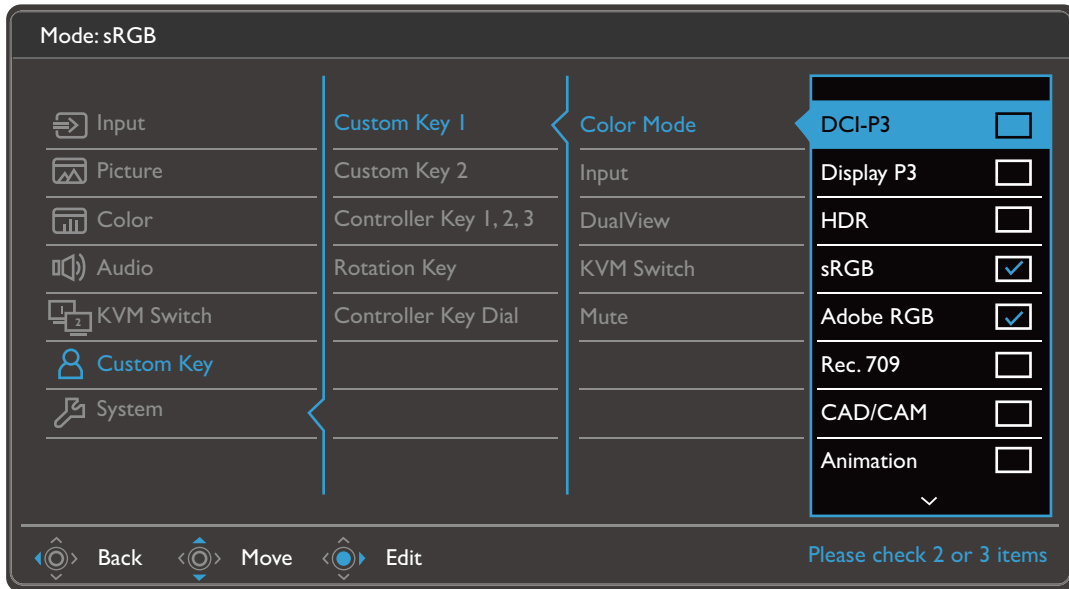 Mode: sRGB
Input
Picture
Color
Audio
1 2 KVM Switch
Custom Key
System
Custom Key 1
Custom Key 2
Controller Key 1, 2, 3
Rotation Key
Controller Key Dial
Color Mode
Input
DualView
KVM Switch
Mute
DCI-P3
Display P3
HDR
sRGB
Adobe RGB
Rec. 709
CAD/CAM
Animation
Back Move Edit Please check 2 or 3 items